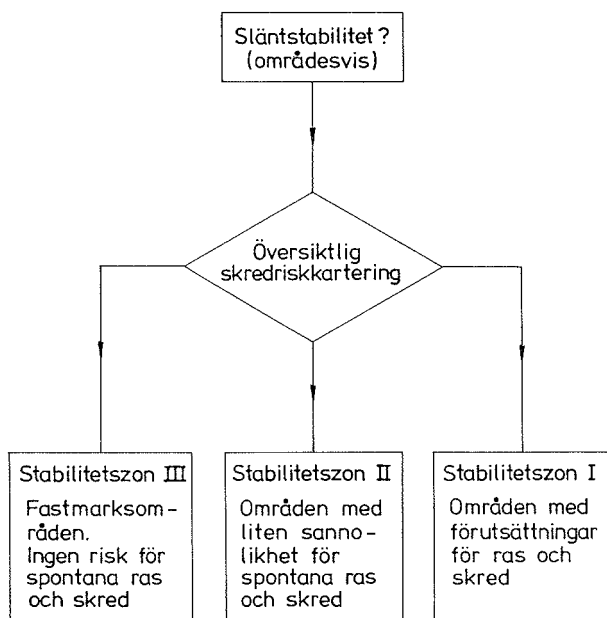 Släntstabilitet?
(områdesvis)
Översiktlig
skredriskkartering
Stabilitetszon III
Fastmarksom-
råden.
Ingen risk för
spontana ras
och skred
Stabilitetszon II
Områden med
liten sanno-
likhet för
spontana ras
och skred
Stabilitetszon I
Områden med
förutsättningar
för ras och
skred